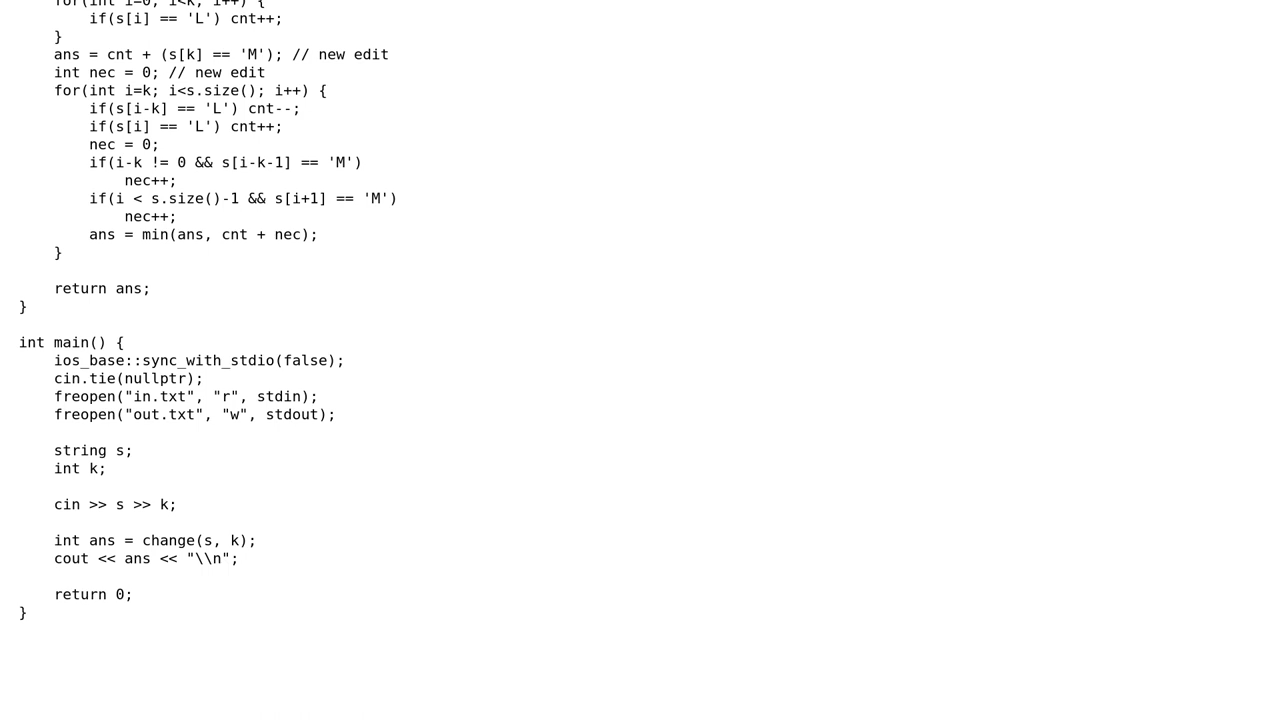 for(int i=0; i<k; i++) {
        if(s[i] == 'L') cnt++;
    }
    ans = cnt + (s[k] == 'M'); // new edit
    int nec = 0; // new edit
    for(int i=k; i<s.size(); i++) {
        if(s[i-k] == 'L') cnt--;
        if(s[i] == 'L') cnt++;
        nec = 0;
        if(i-k != 0 && s[i-k-1] == 'M')
            nec++;
        if(i < s.size()-1 && s[i+1] == 'M')
            nec++;
        ans = min(ans, cnt + nec);
    }

    return ans;
}

int main() {
    ios_base::sync_with_stdio(false);
    cin.tie(nullptr);
    freopen("in.txt", "r", stdin);
    freopen("out.txt", "w", stdout);

    string s;
    int k;

    cin >> s >> k;

    int ans = change(s, k);
    cout << ans << "\\n";

    return 0;
}